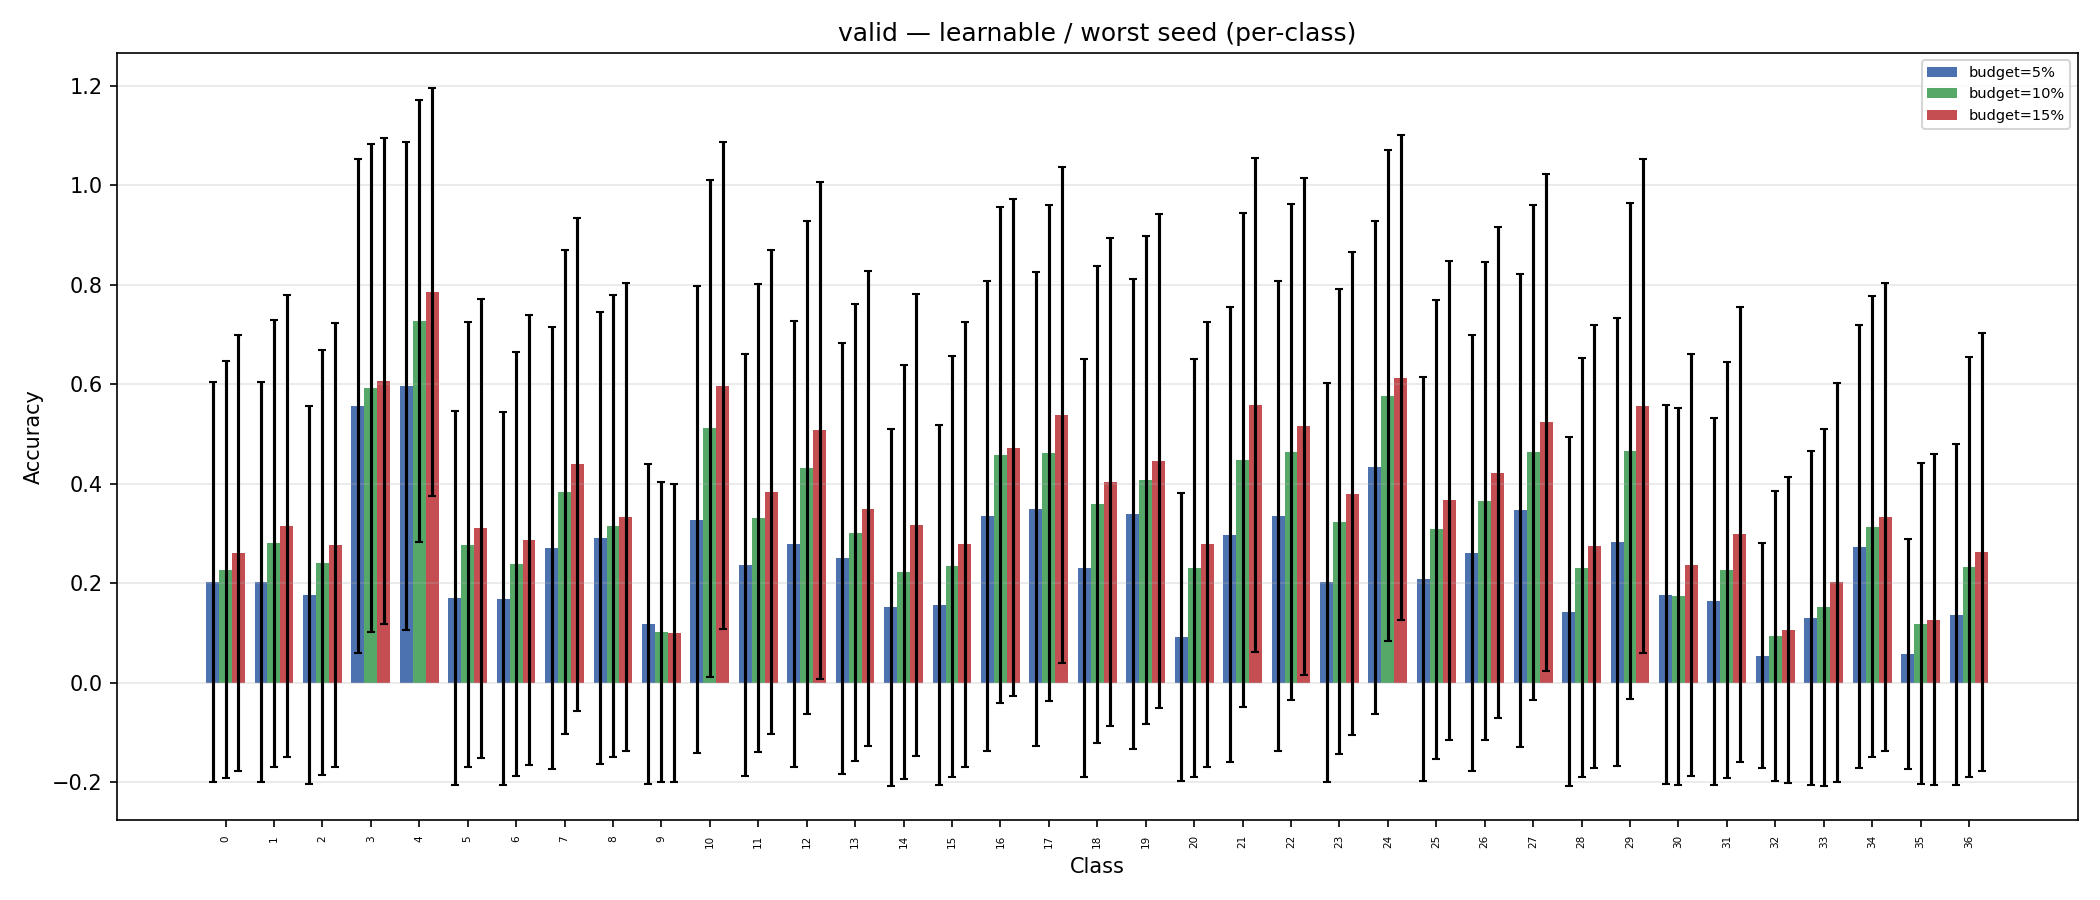 valid — learnable / worst seed (per-class)
budget=5%
budget=10%
budget=15%
Accuracy
1.2
1.0
0.8
0.6
0.4
0.2
0.0
−0.2
0 1 2 3 4 5 6 7 8 9 10 11 12 13 14 15 16 17 18 19 20 21 22 23 24 25 26 27 28 29 30 31 32 33 34 35 36
Class